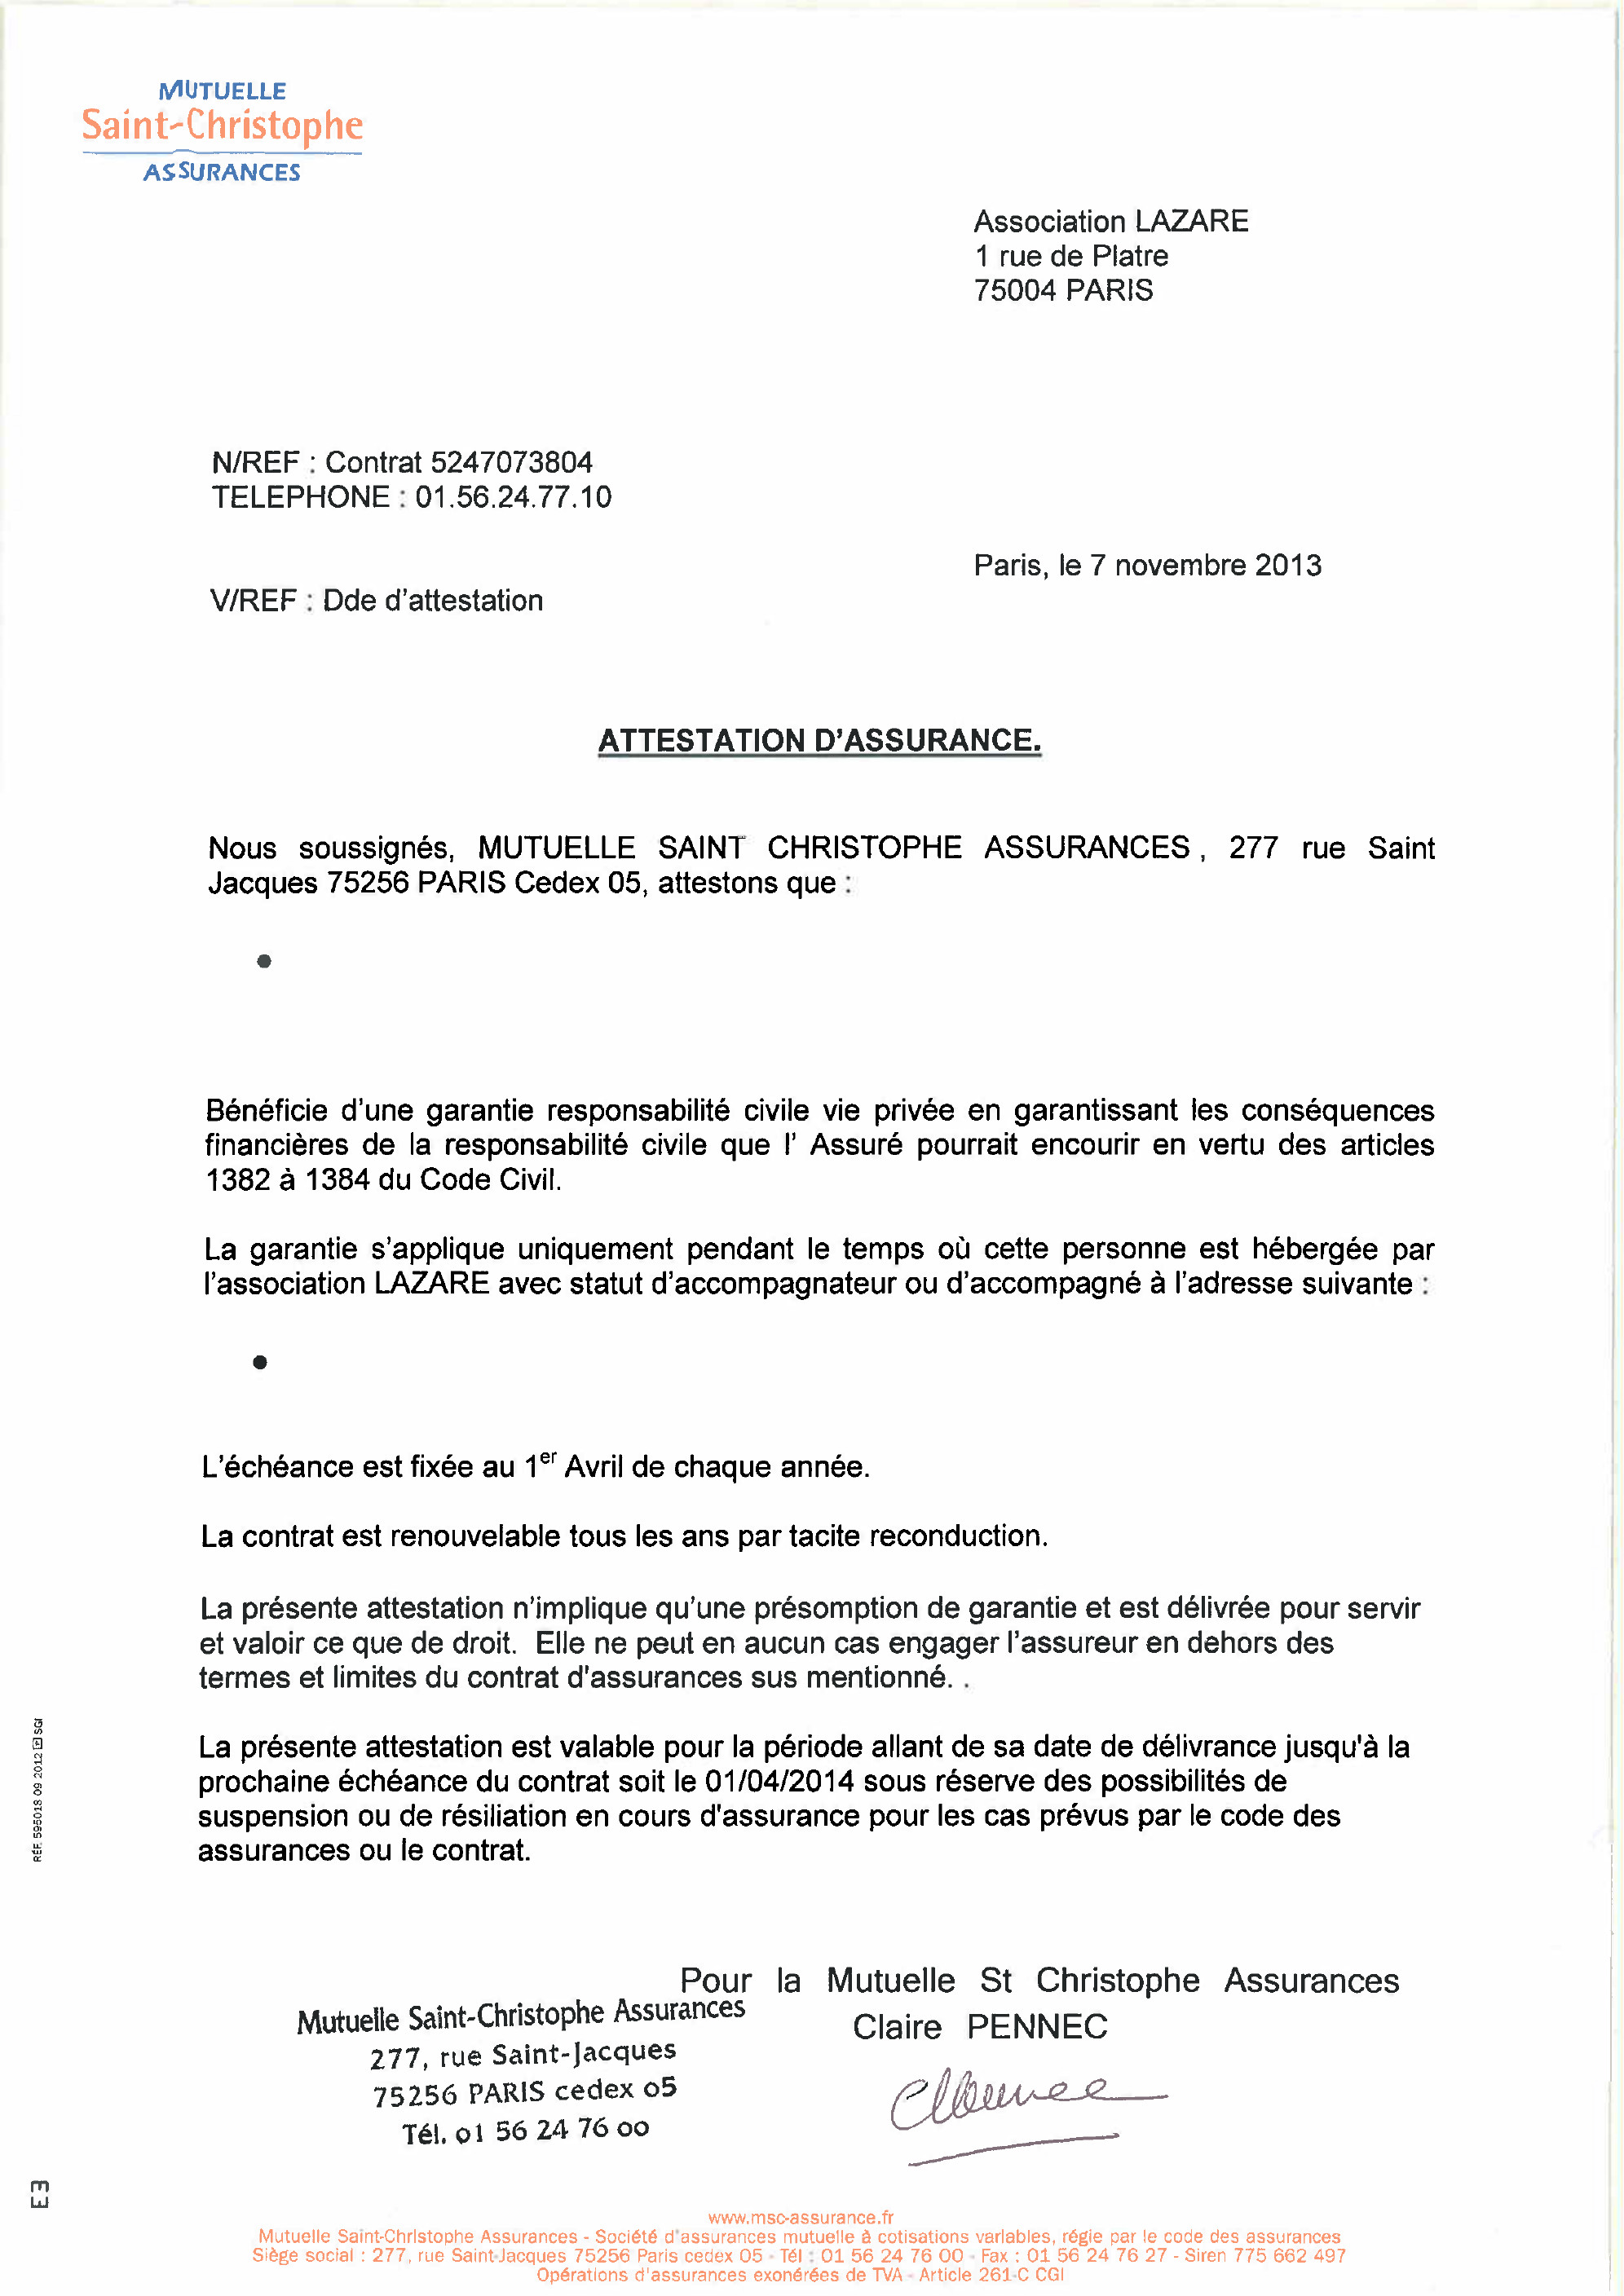 MUTUELLE
Saint-Christophe
ASSURANCES
Association LAZARE
1 rue de Platre
75004 PARIS
N/REF : Contrat 5247073804
TELEPHONE : 01.56.24.77.10
Paris, le 7 novembre 2013
V/REF : Dde d'attestation
ATTESTATION D'ASSURANCE.
Nous soussignés, MUTUELLE SAINT CHRISTOPHE ASSURANCES , 277 rue Saint
Jacques 75256 PARIS Cedex 05, attestons que :
•
Bénéficie d'une garantie responsabilité civile vie privée en garantissant les conséquences
financières de la responsabilité civile que l' Assuré pourrait encourir en vertu des articles
1382 à 1384 du Code Civil.
La garantie s'applique uniquement pendant le temps où cette personne est hébergée par
l'association LAZARE avec statut d'accompagnateur ou d'accompagné à l'adresse suivante :
•
L'échéance est fixée au 1er Avril de chaque année.
La contrat est renouvelable tous les ans par tacite reconduction.
La présente attestation n'implique qu'une présomption de garantie et est délivrée pour servir
et valoir ce que de droit. Elle ne peut en aucun cas engager l'assureur en dehors des
termes et limites du contrat d'assurances sus mentionné. .
La présente attestation est valable pour la période allant de sa date de délivrance jusqu'à la
prochaine échéance du contrat soit le 01/04/2014 sous réserve des possibilités de
suspension ou de résiliation en cours d'assurance pour les cas prévus par le code des
assurances ou le contrat.
Pour la Mutuelle St Christophe Assurances
Claire PENNEC
Mutuelle Saint-Christophe Assurances
277, rue Saint-Jacques
75256 PARIS cedex 05
Tél. 01 56 24 76 00
RÉF. 595018 09 2012 SGI
E3
www.msc-assurance.fr
Mutuelle Saint-Christophe Assurances - Société d'assurances mutuelle à cotisations variables, régie par le code des assurances
Siège social : 277, rue Saint-Jacques 75256 Paris cedex 05 - Tél : 01 56 24 76 00 - Fax : 01 56 24 76 27 - Siren 775 662 497
Opérations d'assurances exonérées de TVA - Article 261-C CGI